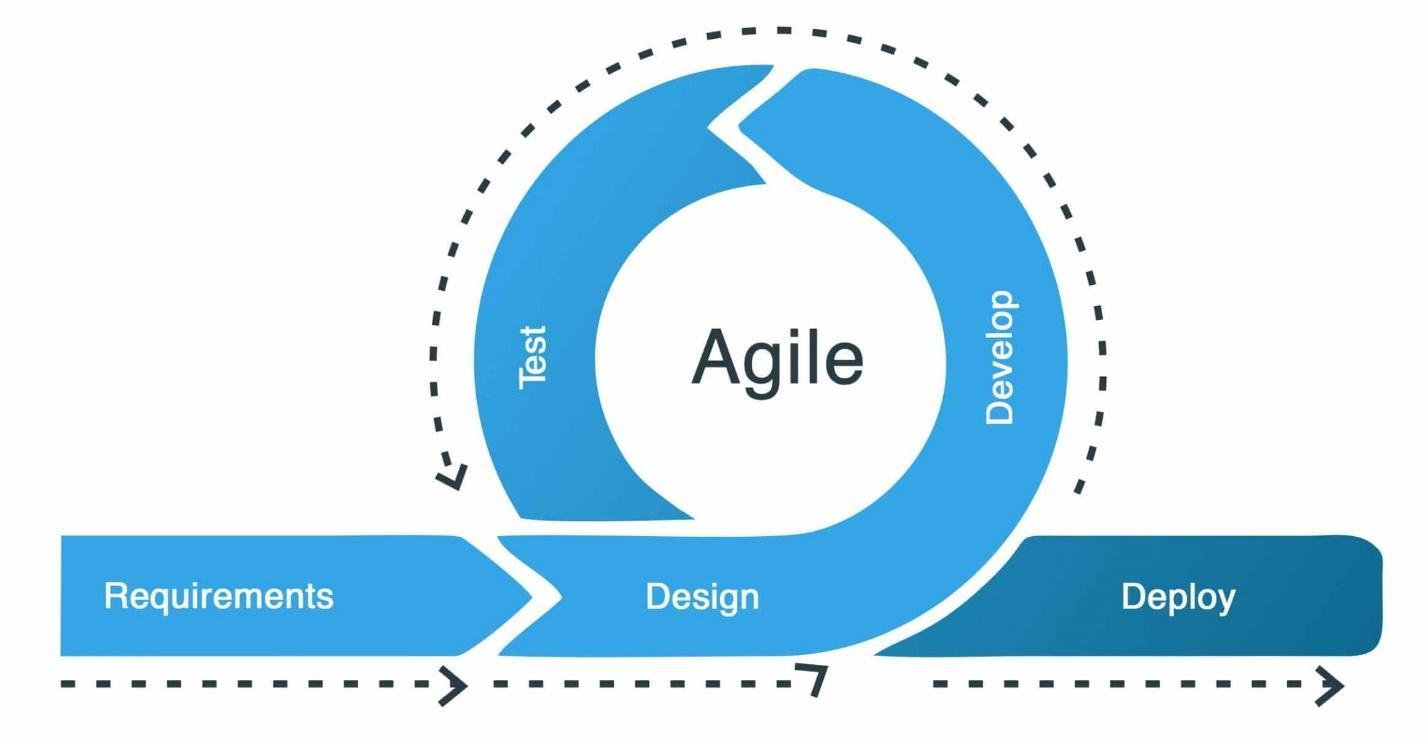 Agile
Test
Develop
Requirements
Design
Deploy